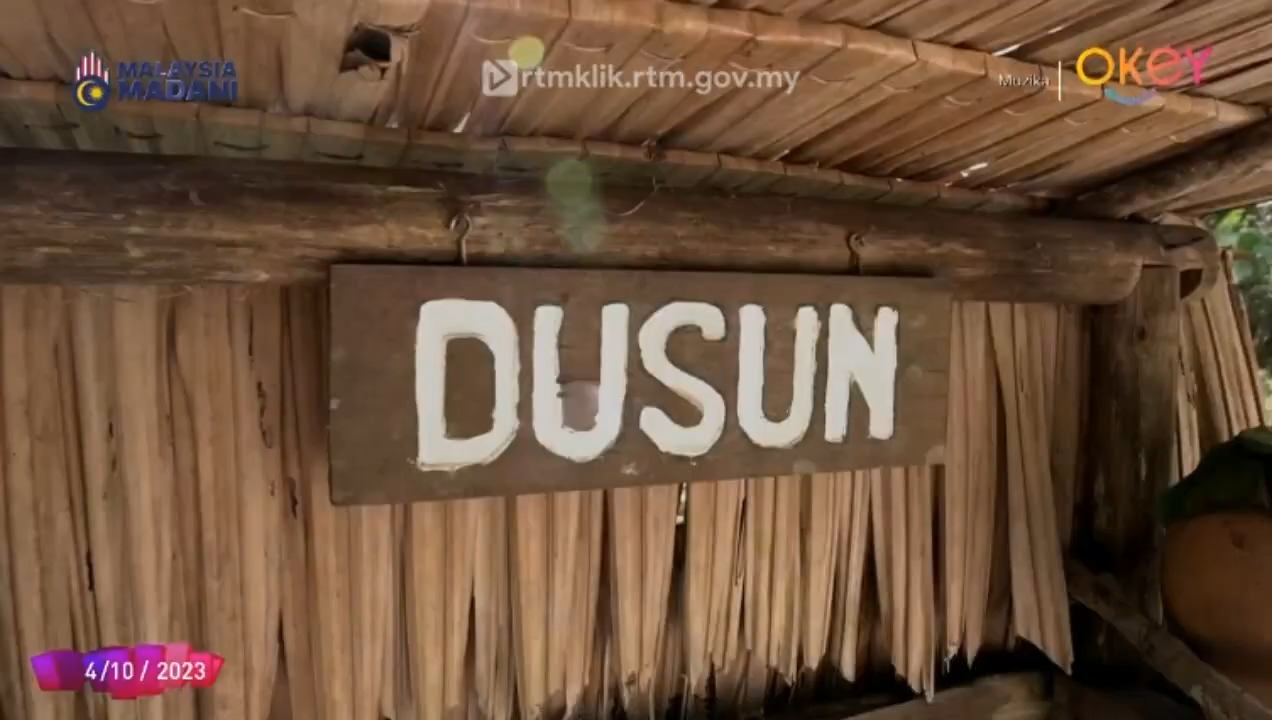 MALAYSIA
MADANI
rtmklik.rtm.gov.my
Muzika
OKEY
DUSUN
4/10/2023